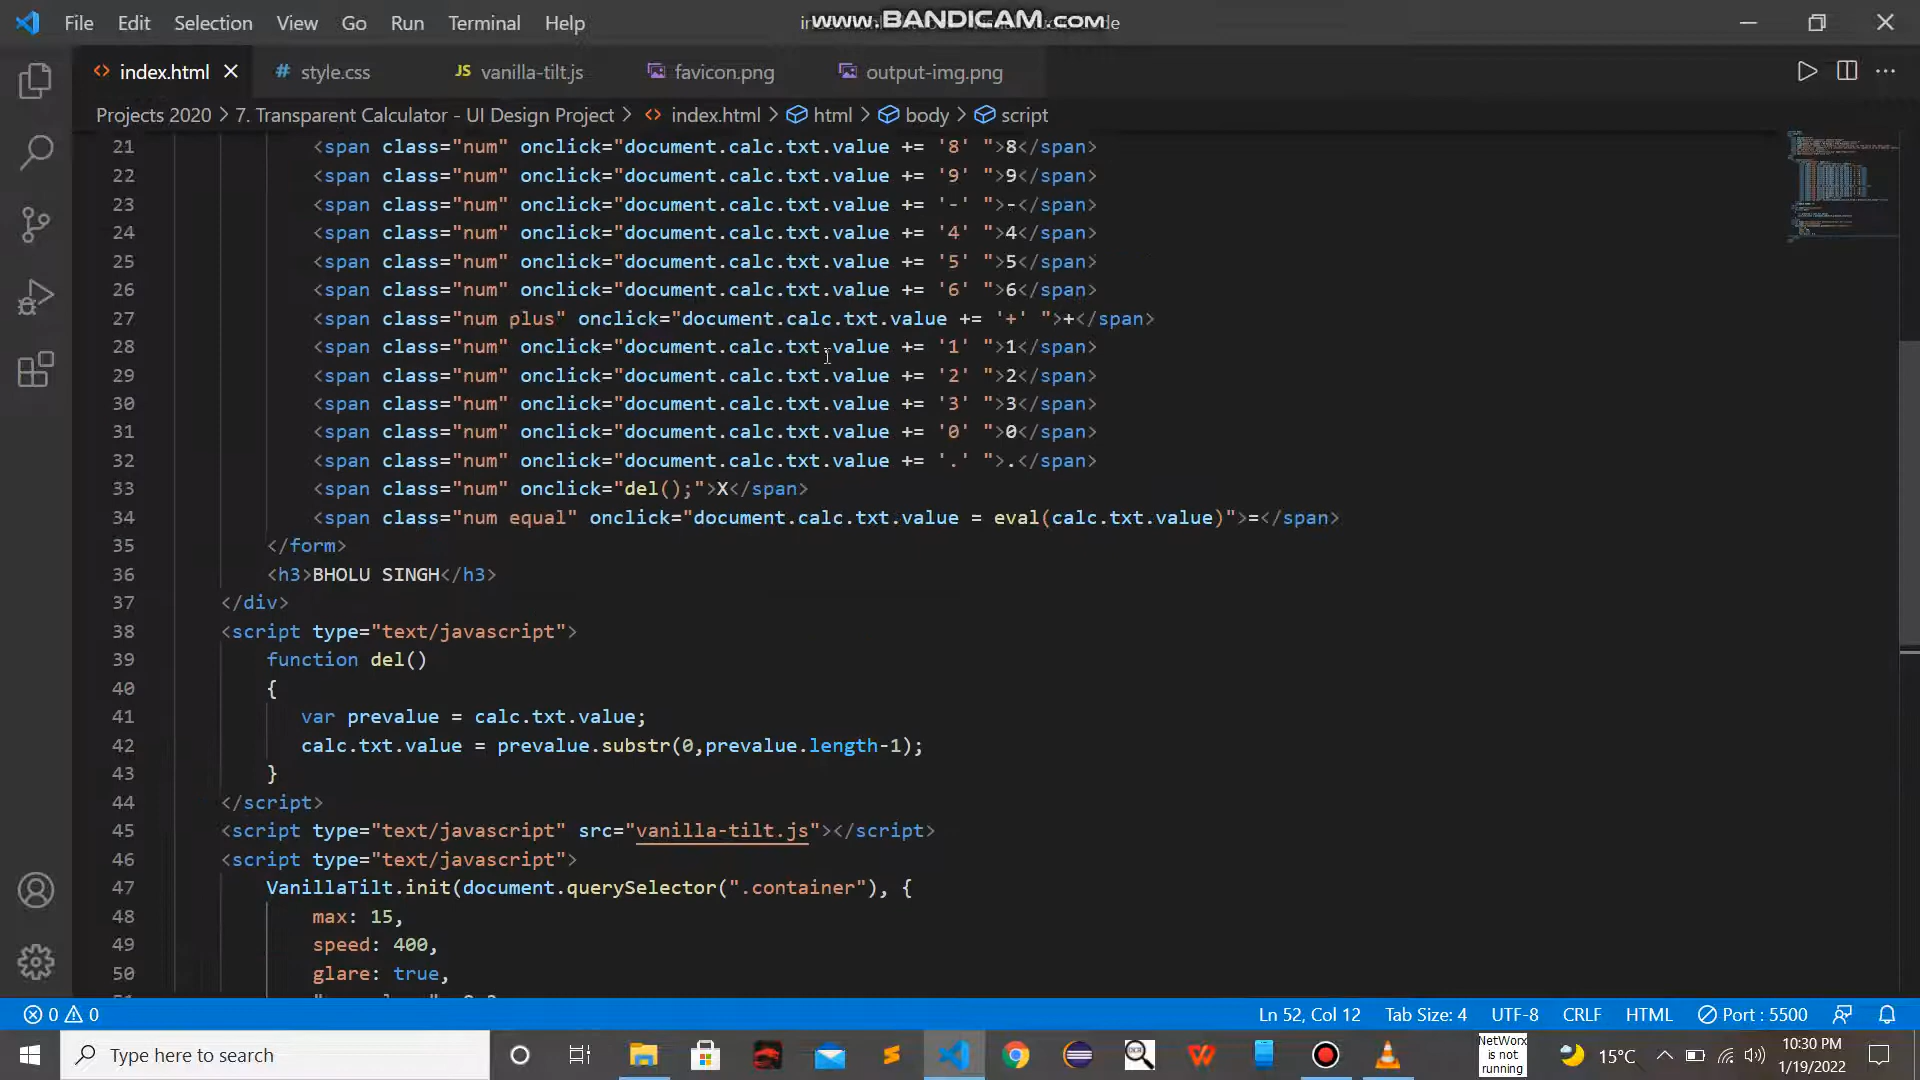 File Edit Selection View Go Run Terminal Help
www.BANDICAM.com
index.html style.css JS vanilla-tilt.js favicon.png output-img.png
Projects 2020 > 7. Transparent Calculator - UI Design Project > index.html > html > body > script
21 <span class="num" onclick="document.calc.txt.value += '8' ">8</span>
22 <span class="num" onclick="document.calc.txt.value += '9' ">9</span>
23 <span class="num" onclick="document.calc.txt.value += '-' ">-</span>
24 <span class="num" onclick="document.calc.txt.value += '4' ">4</span>
25 <span class="num" onclick="document.calc.txt.value += '5' ">5</span>
26 <span class="num" onclick="document.calc.txt.value += '6' ">6</span>
27 <span class="num plus" onclick="document.calc.txt.value += '+' ">+</span>
28 <span class="num" onclick="document.calc.txt.value += '1' ">1</span>
29 <span class="num" onclick="document.calc.txt.value += '2' ">2</span>
30 <span class="num" onclick="document.calc.txt.value += '3' ">3</span>
31 <span class="num" onclick="document.calc.txt.value += '0' ">0</span>
32 <span class="num" onclick="document.calc.txt.value += '.' ">.</span>
33 <span class="num" onclick="del();">X</span>
34 <span class="num equal" onclick="document.calc.txt.value = eval(calc.txt.value)">=</span>
35 </form>
36 <h3>BHOLU SINGH</h3>
37 </div>
38 <script type="text/javascript">
39 function del()
40 {
41 var prevalue = calc.txt.value;
42 calc.txt.value = prevalue.substr(0,prevalue.length-1);
43 }
44 </script>
45 <script type="text/javascript" src="vanilla-tilt.js"></script>
46 <script type="text/javascript">
47 VanillaTilt.init(document.querySelector(".container"), {
48 max: 15,
49 speed: 400,
50 glare: true,
0 0 Ln 52, Col 12 Tab Size: 4 UTF-8 CRLF HTML Port : 5500
Type here to search
NetWorx is not running
15°C
10:30 PM
1/19/2022